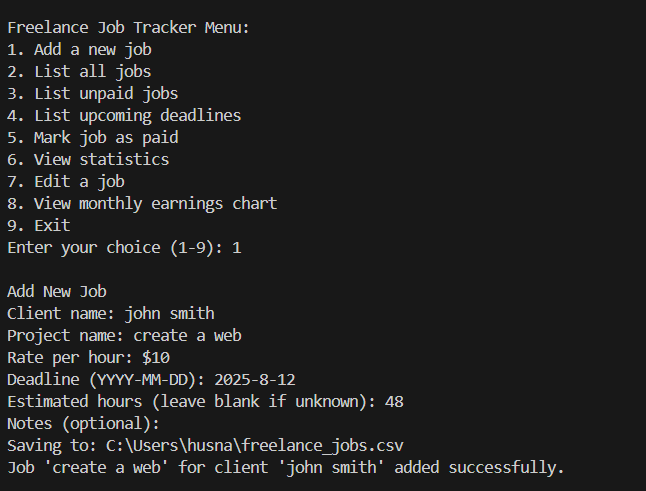 Freelance Job Tracker Menu:
1. Add a new job
2. List all jobs
3. List unpaid jobs
4. List upcoming deadlines
5. Mark job as paid
6. View statistics
7. Edit a job
8. View monthly earnings chart
9. Exit
Enter your choice (1-9): 1
Add New Job
Client name: john smith
Project name: create a web
Rate per hour: $10
Deadline (YYYY-MM-DD): 2025-8-12
Estimated hours (leave blank if unknown): 48
Notes (optional):
Saving to: C:\Users\husna\freelance_jobs.csv
Job 'create a web' for client 'john smith' added successfully.